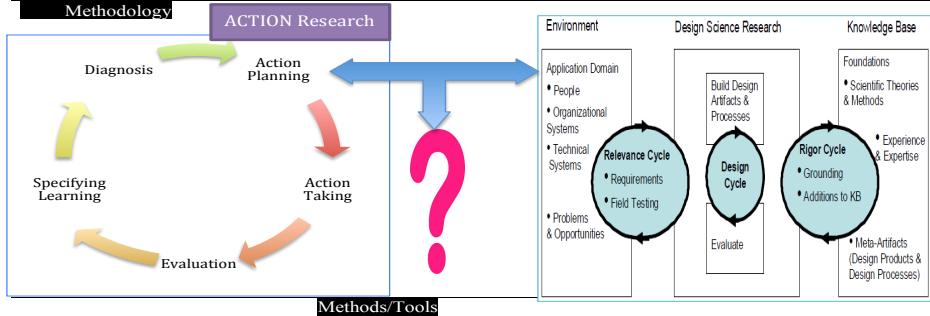 Methodology
ACTION Research
Diagnosis
Action
Planning
Action
Taking
Evaluation
Specifying
Learning
?
Environment
Design Science Research
Knowledge Base
Application Domain
• People
• Organizational
Systems
• Technical
Systems
• Problems
& Opportunities
Relevance Cycle
• Requirements
• Field Testing
Build Design
Artifacts &
Processes
Design
Cycle
Evaluate
Rigor Cycle
• Grounding
• Additions to KB
Foundations
• Scientific Theories
& Methods
• Experience
& Expertise
• Meta-Artifacts
(Design Products &
Design Processes)
Methods/Tools